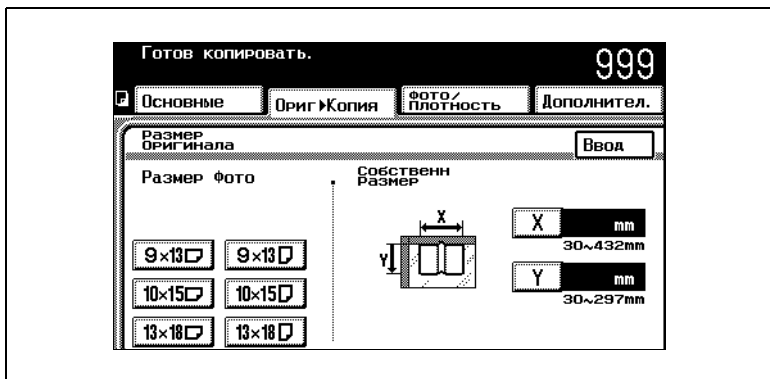 Готов копировать.
999
Основные
Ориг▸Копия
Фото/
Плотность
Дополнител.
Размер
Оригинала
Ввод
Размер Фото
Собственн
Размер
X
Y
X mm
30~432mm
Y mm
30~297mm
9×13 9×13
10×15 10×15
13×18 13×18